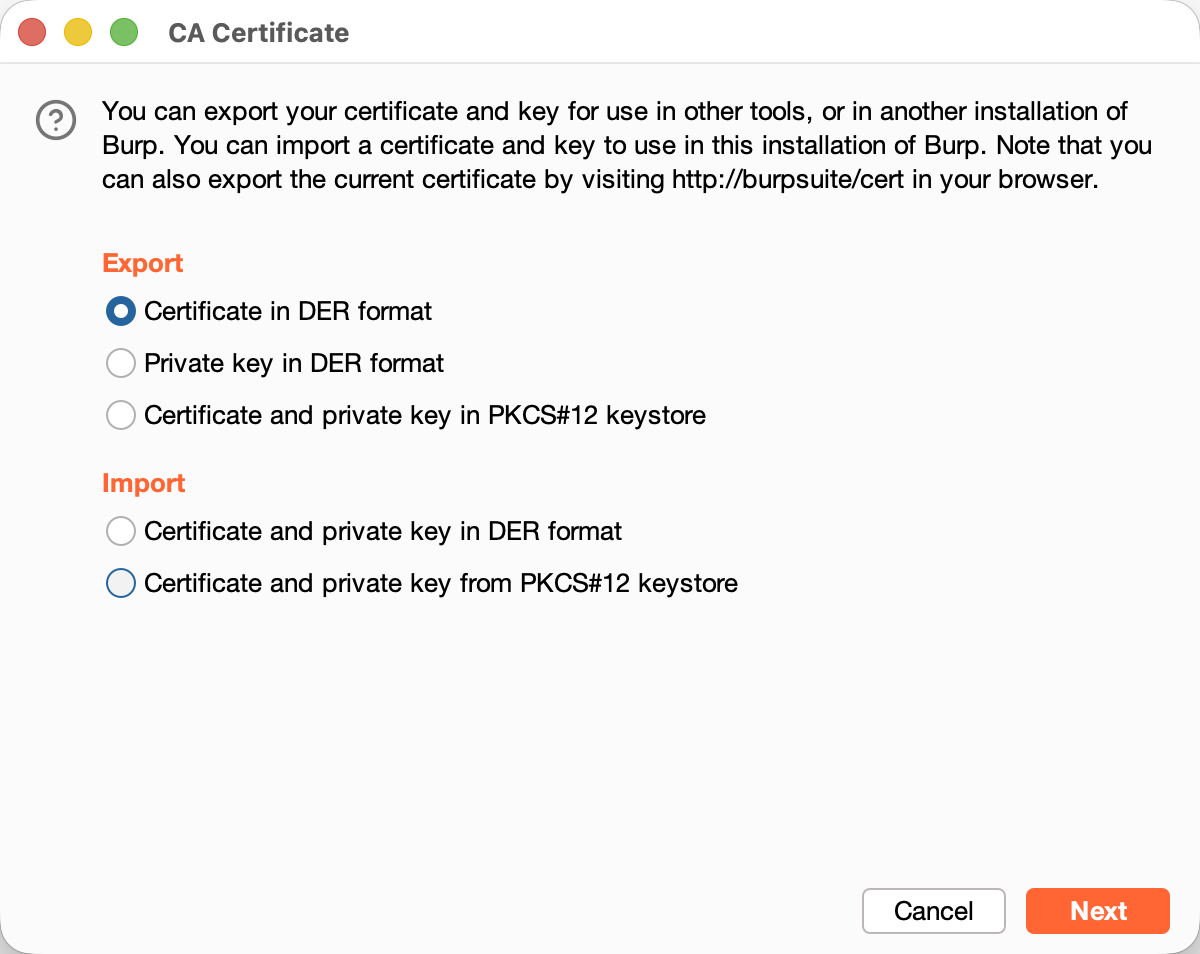 CA Certificate
You can export your certificate and key for use in other tools, or in another installation of
Burp. You can import a certificate and key to use in this installation of Burp. Note that you
can also export the current certificate by visiting http://burpsuite/cert in your browser.
Export
Certificate in DER format
Private key in DER format
Certificate and private key in PKCS#12 keystore
Import
Certificate and private key in DER format
Certificate and private key from PKCS#12 keystore
Cancel
Next